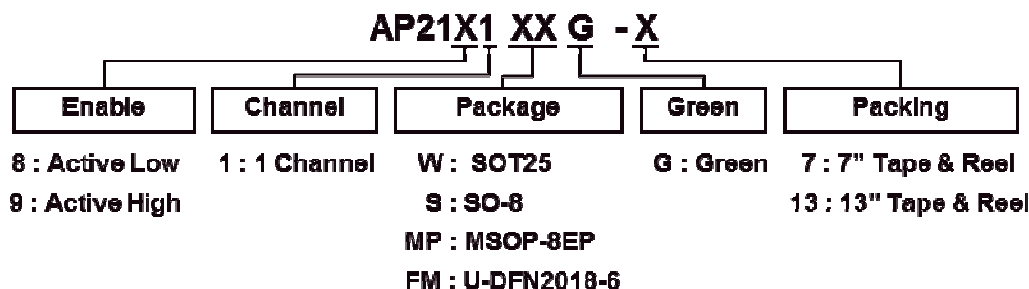 AP21X1 XX G - X
Enable Channel Package Green Packing
8 : Active Low 1 : 1 Channel W : SOT25 G : Green 7 : 7" Tape & Reel
9 : Active High S : SO-8 13 : 13" Tape & Reel
MP : MSOP-8EP
FM : U-DFN2018-6